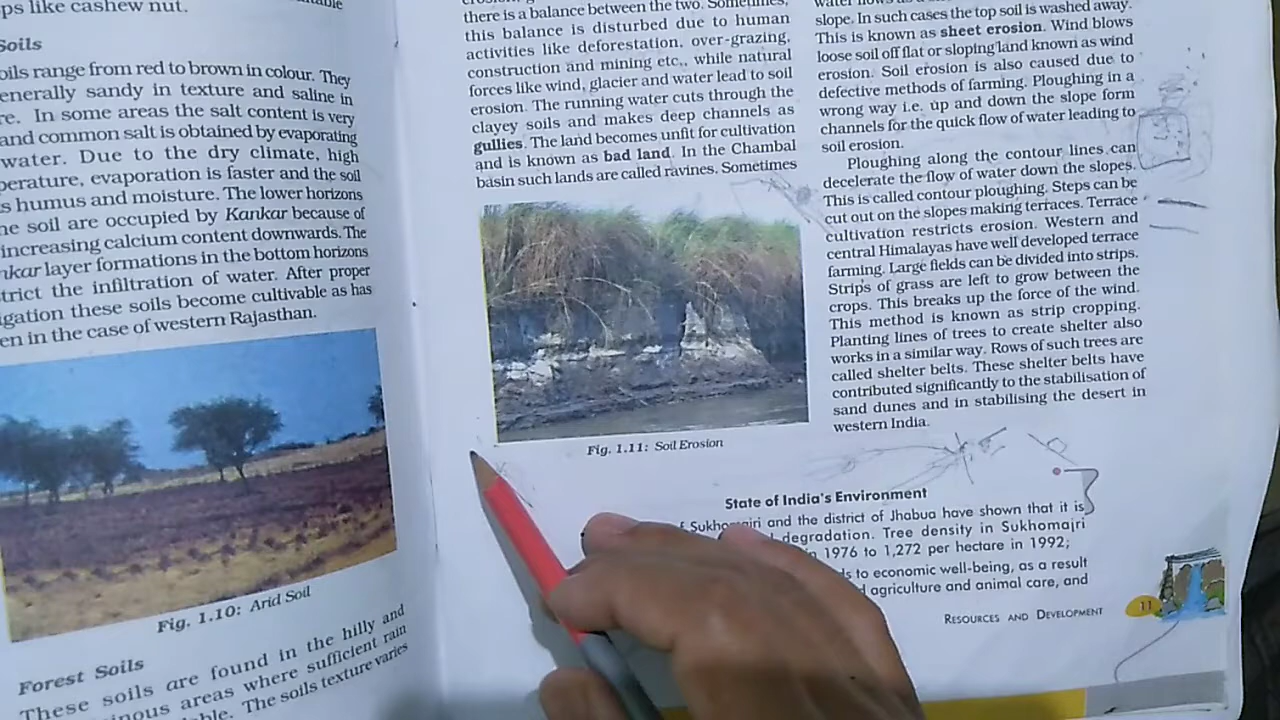 ps like cashew nut.
Soils
oils range from red to brown in colour. They
enerally sandy in texture and saline in
re. In some areas the salt content is very
and common salt is obtained by evaporating
water. Due to the dry climate, high
perature, evaporation is faster and the soil
s humus and moisture. The lower horizons
he soil are occupied by Kankar because of
increasing calcium content downwards. The
nkar layer formations in the bottom horizons
trict the infiltration of water. After proper
igation these soils become cultivable as has
en in the case of western Rajasthan.
Fig. 1.10: Arid Soil
Forest Soils
These soils are found in the hilly and
inous areas where sufficient rain
able. The soils texture varies
there is a balance between the two. Sometimes,
this balance is disturbed due to human
activities like deforestation, over-grazing,
construction and mining etc., while natural
forces like wind, glacier and water lead to soil
erosion. The running water cuts through the
clayey soils and makes deep channels as
gullies. The land becomes unfit for cultivation
and is known as bad land. In the Chambal
basin such lands are called ravines. Sometimes
Fig. 1.11: Soil Erosion
slope. In such cases the top soil is washed away.
This is known as sheet erosion. Wind blows
loose soil off flat or sloping land known as wind
erosion. Soil erosion is also caused due to
defective methods of farming. Ploughing in a
wrong way i.e. up and down the slope form
channels for the quick flow of water leading to
soil erosion.
Ploughing along the contour lines can
decelerate the flow of water down the slopes.
This is called contour ploughing. Steps can be
cut out on the slopes making terraces. Terrace
cultivation restricts erosion. Western and
central Himalayas have well developed terrace
farming. Large fields can be divided into strips.
Strips of grass are left to grow between the
crops. This breaks up the force of the wind.
This method is known as strip cropping.
Planting lines of trees to create shelter also
works in a similar way. Rows of such trees are
called shelter belts. These shelter belts have
contributed significantly to the stabilisation of
sand dunes and in stabilising the desert in
western India.
State of India's Environment
f Sukhomajri and the district of Jhabua have shown that it is
degradation. Tree density in Sukhomajri
in 1976 to 1,272 per hectare in 1992;
ds to economic well-being, as a result
agriculture and animal care, and
RESOURCES AND DEVELOPMENT 11